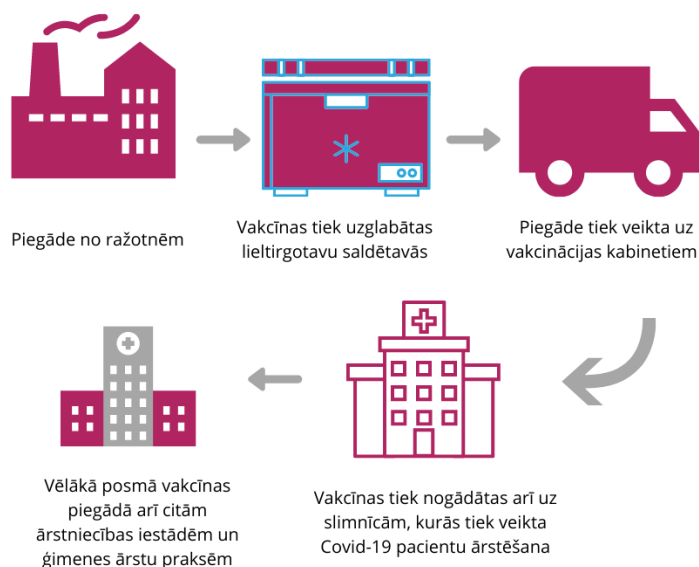 Piegāde no ražotnēm
Vakcīnas tiek uzglabātas
lieltirgotavu saldētavās
Piegāde tiek veikta uz
vakcinācijas kabinetiem
Vakcīnas tiek nogādātas arī uz
slimnīcām, kurās tiek veikta
Covid-19 pacientu ārstēšana
Vēlākā posmā vakcīnas
piegādā arī citām
ārstniecības iestādēm un
ģimenes ārstu praksēm